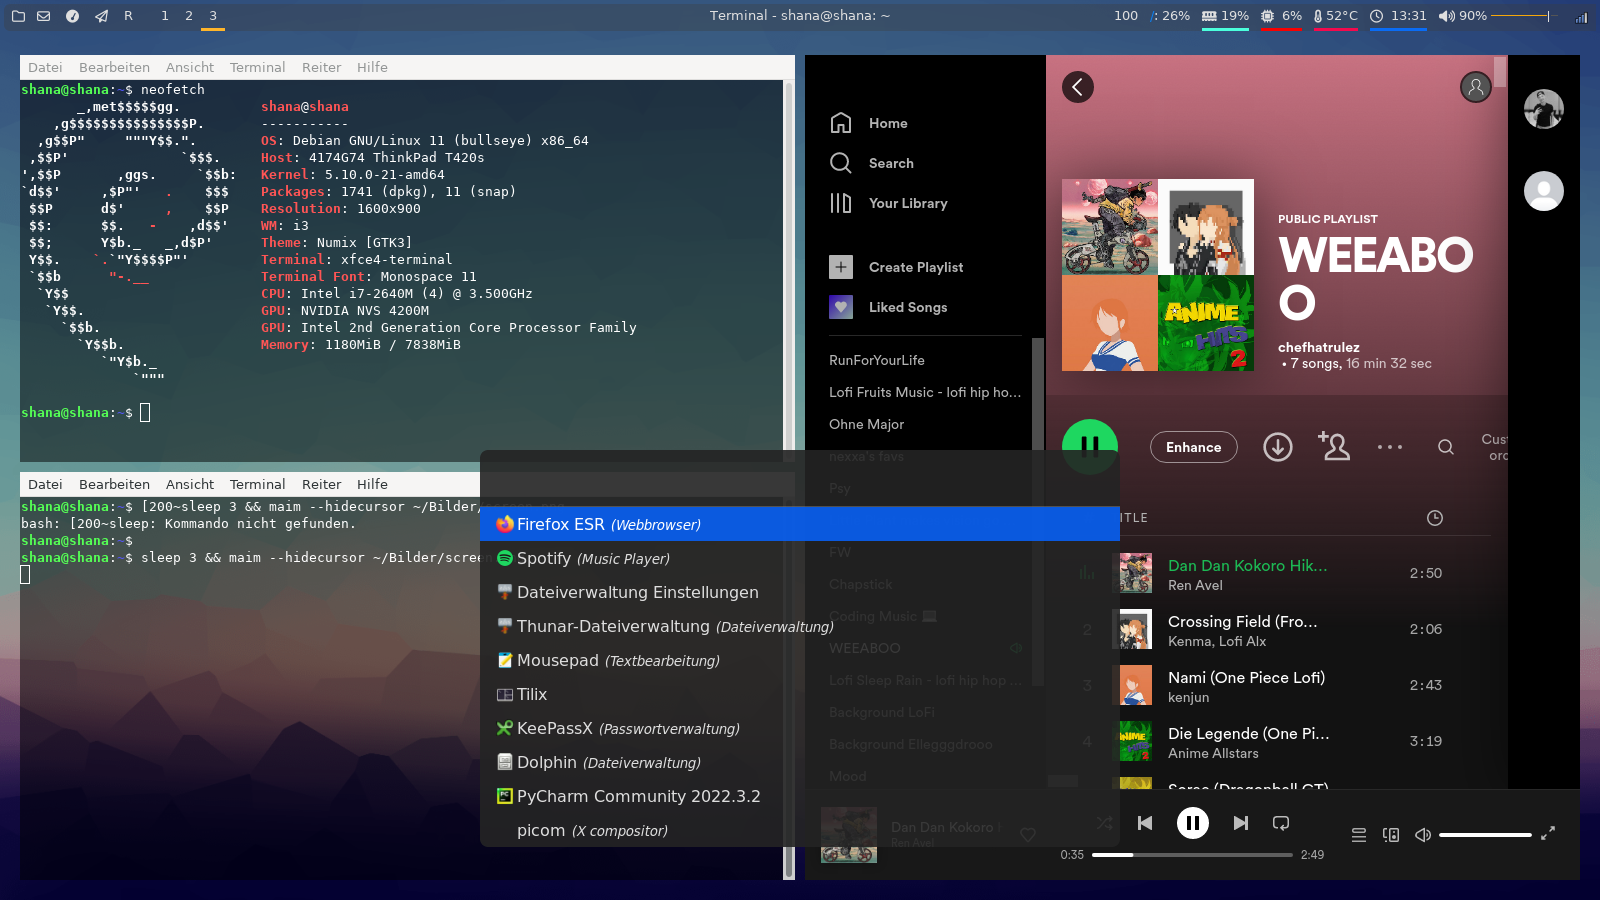 R 1 2 3
Terminal - shana@shana: ~
100 /: 26% 19% 6% 52°C 13:31 90%
Datei Bearbeiten Ansicht Terminal Reiter Hilfe
shana@shana:~$ neofetch
_,met$$$$$gg. shana@shana
,g$$$$$$$$$$$$$$$P. -----------
,g$$P" """Y$$.". OS: Debian GNU/Linux 11 (bullseye) x86_64
,$$P' `$$$. Host: 4174G74 ThinkPad T420s
',$$P ,ggs. `$$b: Kernel: 5.10.0-21-amd64
`d$$' ,$P"' . $$$ Packages: 1741 (dpkg), 11 (snap)
$$P d$' , $$P Resolution: 1600x900
$$: $$. - ,d$$' WM: i3
$$; Y$b._ _,d$P' Theme: Numix [GTK3]
Y$$. `.`"Y$$$$P"' Terminal: xfce4-terminal
`$$b "-.__ Terminal Font: Monospace 11
`Y$$ CPU: Intel i7-2640M (4) @ 3.500GHz
`Y$$. GPU: NVIDIA NVS 4200M
`$$b. GPU: Intel 2nd Generation Core Processor Family
`Y$$b. Memory: 1180MiB / 7838MiB
`"Y$b._
`"""
shana@shana:~$
Datei Bearbeiten Ansicht Terminal Reiter Hilfe
shana@shana:~$ [200~sleep 3 && maim --hidecursor ~/Bilder/
bash: [200~sleep: Kommando nicht gefunden.
shana@shana:~$
shana@shana:~$ sleep 3 && maim --hidecursor ~/Bilder/scree
Firefox ESR (Webbrowser)
Spotify (Music Player)
Dateiverwaltung Einstellungen
Thunar-Dateiverwaltung (Dateiverwaltung)
Mousepad (Textbearbeitung)
Tilix
KeePassX (Passwortverwaltung)
Dolphin (Dateiverwaltung)
PyCharm Community 2022.3.2
picom (X compositor)
Home
Search
Your Library
Create Playlist
Liked Songs
RunForYourLife
Lofi Fruits Music - lofi hip ho...
Ohne Major
nexxa's favs
Psy
FW
Chapstick
Coding Music
WEEABOO
Lofi Sleep Rain - lofi hip hop ...
Background LoFi
Background Ellegggdrooo
Mood
ANIME
HITS
2
PUBLIC PLAYLIST
WEEABO
O
chefhatrulez
• 7 songs, 16 min 32 sec
Enhance
Cust
orc
ITLE
Dan Dan Kokoro Hik... 2:50
Ren Avel
2 Crossing Field (Fro... 2:06
Kenma, Lofi Alx
3 Nami (One Piece Lofi) 2:43
kenjun
4 Die Legende (One Pi... 3:19
Anime Allstars
Dan Dan Kokoro
Ren Avel
0:35 2:49